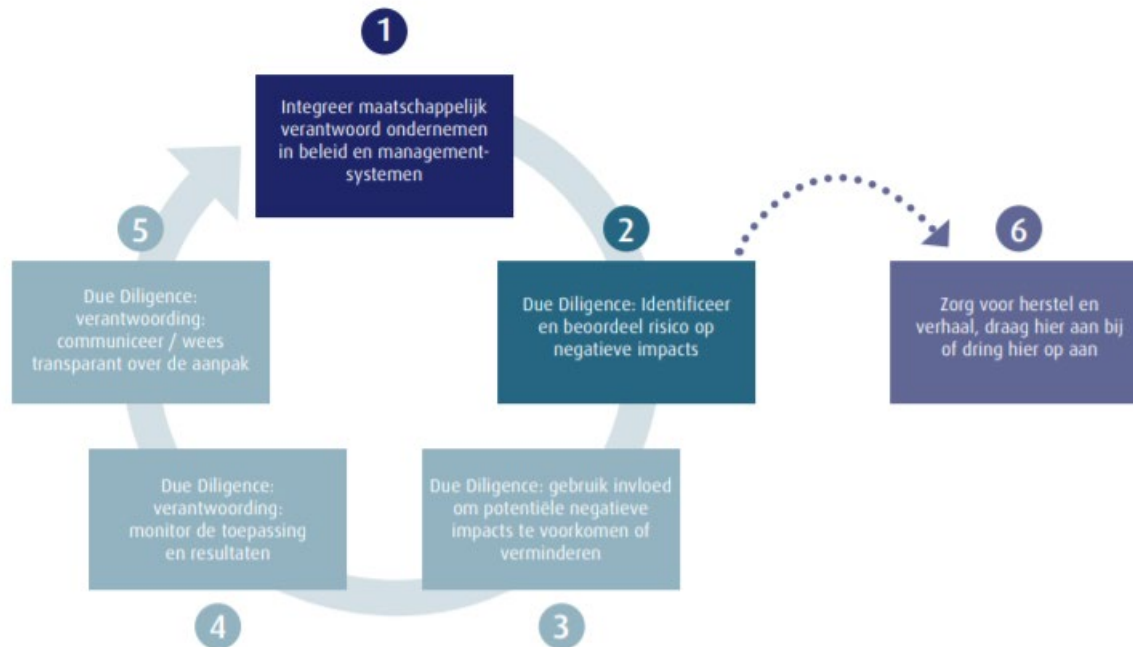 1
Integreer maatschappelijk
verantwoord ondernemen
in beleid en management-
systemen
2
Due Diligence: Identificeer
en beoordeel risico op
negatieve impacts
3
Due Diligence: gebruik invloed
om potentiële negatieve
impacts te voorkomen of
verminderen
4
Due Diligence:
verantwoording:
monitor de toepassing
en resultaten
5
Due Diligence:
verantwoording:
communiceer / wees
transparant over de aanpak
6
Zorg voor herstel en
verhaal, draag hier aan bij
of dring hier op aan